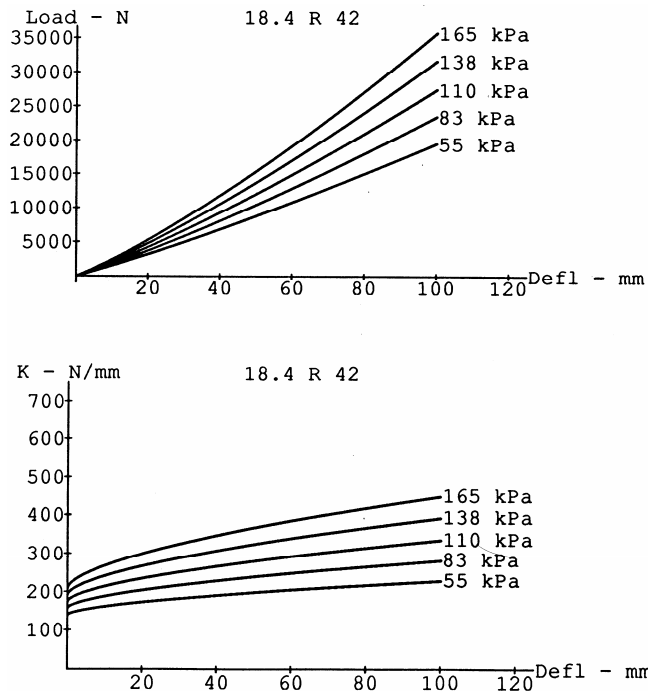 Load - N 18.4 R 42
35000 165 kPa
30000 138 kPa
25000 110 kPa
20000 83 kPa
15000 55 kPa
10000
5000
20 40 60 80 100 120 Defl - mm
K - N/mm 18.4 R 42
700
600
500
400 165 kPa
300 138 kPa
200 110 kPa
100 83 kPa
55 kPa
20 40 60 80 100 120 Defl - mm